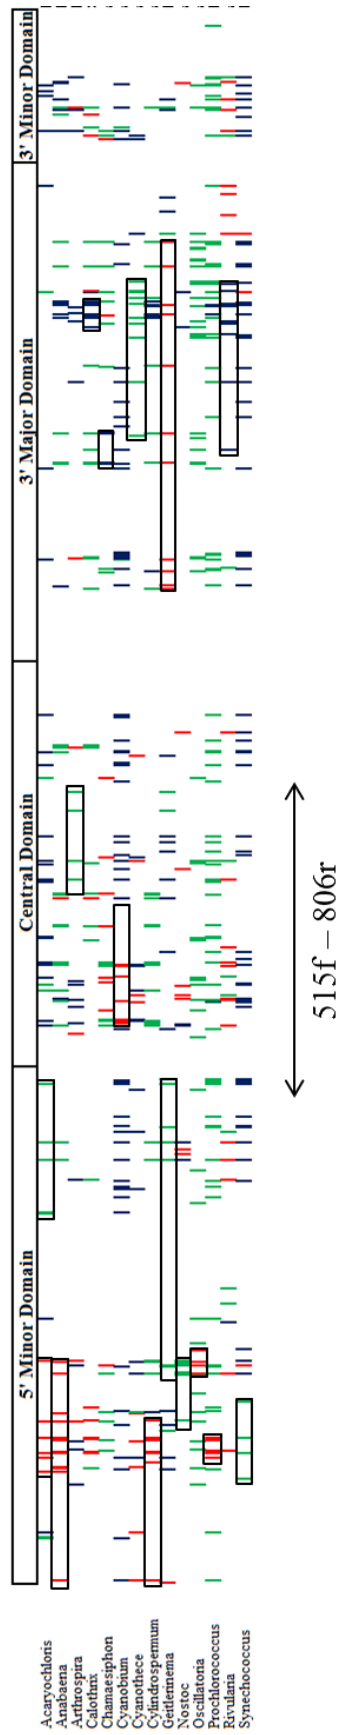 5' Minor Domain
Central Domain
3' Major Domain
3' Minor Domain
Acaryochloris
Anabaena
Arthrospira
Calothrix
Chamaesiphon
Cyanobium
Cyanothece
Cylindrospermum
Geitlerinema
Nostoc
Oscillatoria
Prochlorococcus
Rivularia
Synechococcus
515f – 806r